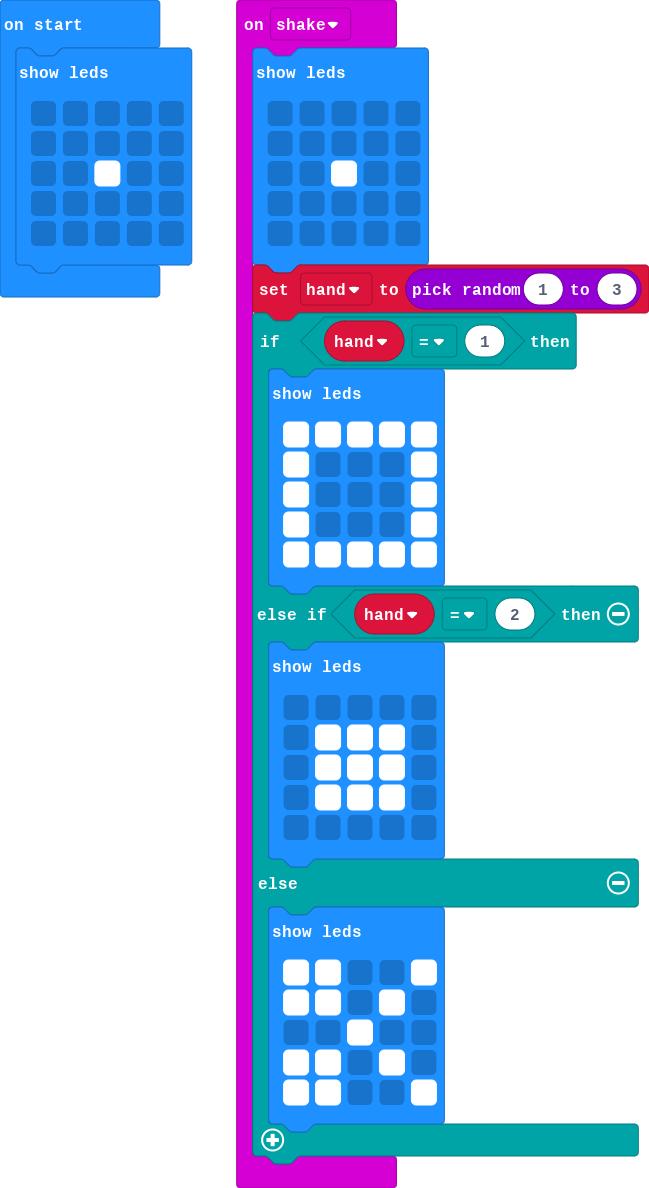 on start
show leds
on shake
show leds
set hand to pick random 1 to 3
if hand = 1 then
show leds
else if hand = 2 then
show leds
else
show leds